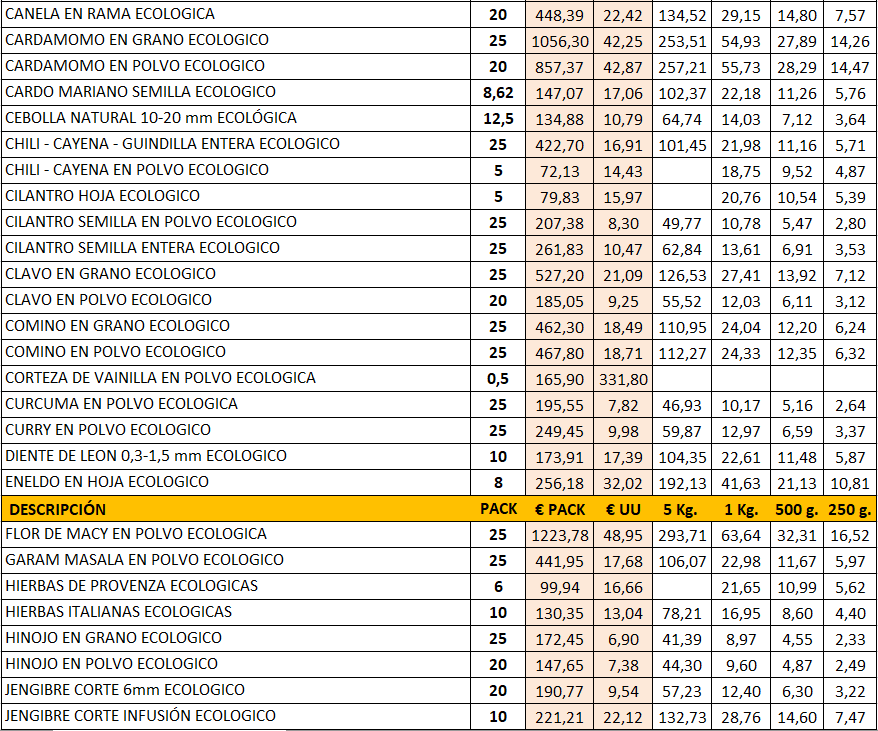 CANELA EN RAMA ECOLOGICA 20 448,39 22,42 134,52 29,15 14,80 7,57
CARDAMOMO EN GRANO ECOLOGICO 25 1056,30 42,25 253,51 54,93 27,89 14,26
CARDAMOMO EN POLVO ECOLOGICO 20 857,37 42,87 257,21 55,73 28,29 14,47
CARDO MARIANO SEMILLA ECOLOGICO 8,62 147,07 17,06 102,37 22,18 11,26 5,76
CEBOLLA NATURAL 10-20 mm ECOLÓGICA 12,5 134,88 10,79 64,74 14,03 7,12 3,64
CHILI - CAYENA - GUINDILLA ENTERA ECOLOGICO 25 422,70 16,91 101,45 21,98 11,16 5,71
CHILI - CAYENA EN POLVO ECOLOGICO 5 72,13 14,43 18,75 9,52 4,87
CILANTRO HOJA ECOLOGICO 5 79,83 15,97 20,76 10,54 5,39
CILANTRO SEMILLA EN POLVO ECOLOGICO 25 207,38 8,30 49,77 10,78 5,47 2,80
CILANTRO SEMILLA ENTERA ECOLOGICO 25 261,83 10,47 62,84 13,61 6,91 3,53
CLAVO EN GRANO ECOLOGICO 25 527,20 21,09 126,53 27,41 13,92 7,12
CLAVO EN POLVO ECOLOGICO 20 185,05 9,25 55,52 12,03 6,11 3,12
COMINO EN GRANO ECOLOGICO 25 462,30 18,49 110,95 24,04 12,20 6,24
COMINO EN POLVO ECOLOGICO 25 467,80 18,71 112,27 24,33 12,35 6,32
CORTEZA DE VAINILLA EN POLVO ECOLOGICA 0,5 165,90 331,80
CURCUMA EN POLVO ECOLOGICA 25 195,55 7,82 46,93 10,17 5,16 2,64
CURRY EN POLVO ECOLOGICO 25 249,45 9,98 59,87 12,97 6,59 3,37
DIENTE DE LEON 0,3-1,5 mm ECOLOGICO 10 173,91 17,39 104,35 22,61 11,48 5,87
ENELDO EN HOJA ECOLOGICO 8 256,18 32,02 192,13 41,63 21,13 10,81
DESCRIPCIÓN PACK € PACK € UU 5 Kg. 1 Kg. 500 g. 250 g.
FLOR DE MACY EN POLVO ECOLOGICA 25 1223,78 48,95 293,71 63,64 32,31 16,52
GARAM MASALA EN POLVO ECOLOGICO 25 441,95 17,68 106,07 22,98 11,67 5,97
HIERBAS DE PROVENZA ECOLOGICAS 6 99,94 16,66 21,65 10,99 5,62
HIERBAS ITALIANAS ECOLOGICAS 10 130,35 13,04 78,21 16,95 8,60 4,40
HINOJO EN GRANO ECOLOGICO 25 172,45 6,90 41,39 8,97 4,55 2,33
HINOJO EN POLVO ECOLOGICO 20 147,65 7,38 44,30 9,60 4,87 2,49
JENGIBRE CORTE 6mm ECOLOGICO 20 190,77 9,54 57,23 12,40 6,30 3,22
JENGIBRE CORTE INFUSIÓN ECOLOGICO 10 221,21 22,12 132,73 28,76 14,60 7,47